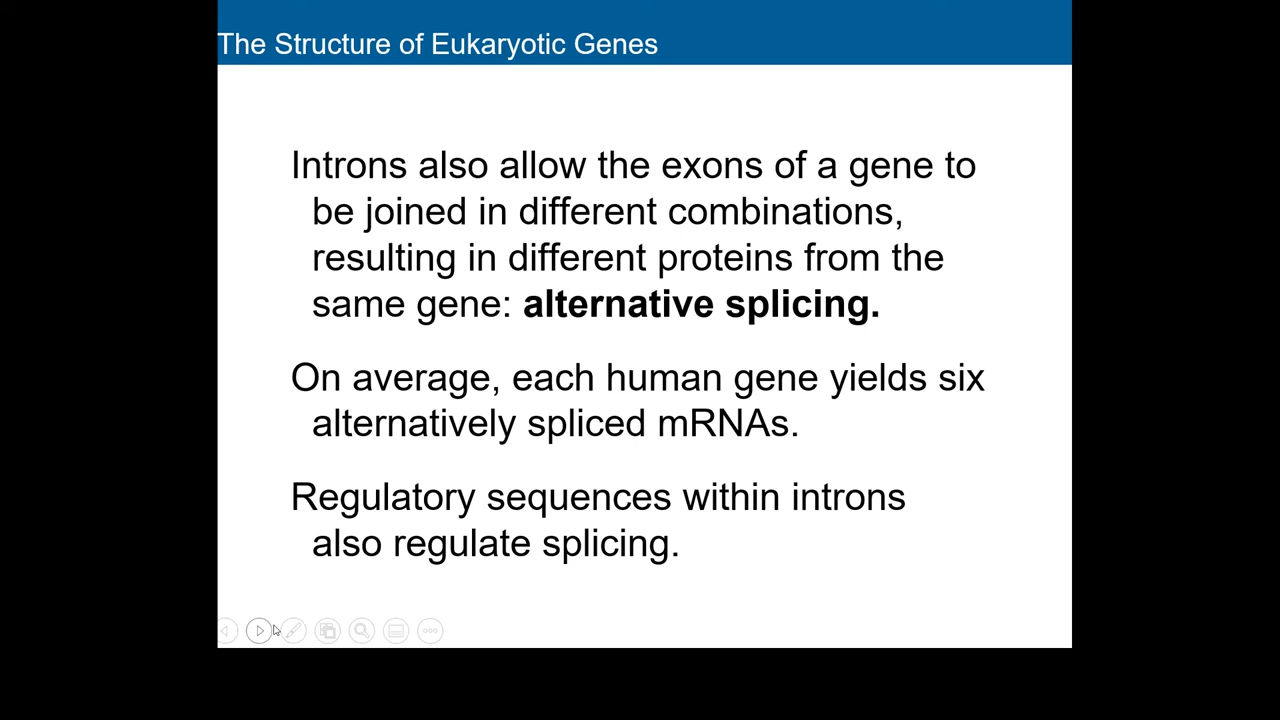 The Structure of Eukaryotic Genes
Introns also allow the exons of a gene to
be joined in different combinations,
resulting in different proteins from the
same gene: alternative splicing.
On average, each human gene yields six
alternatively spliced mRNAs.
Regulatory sequences within introns
also regulate splicing.